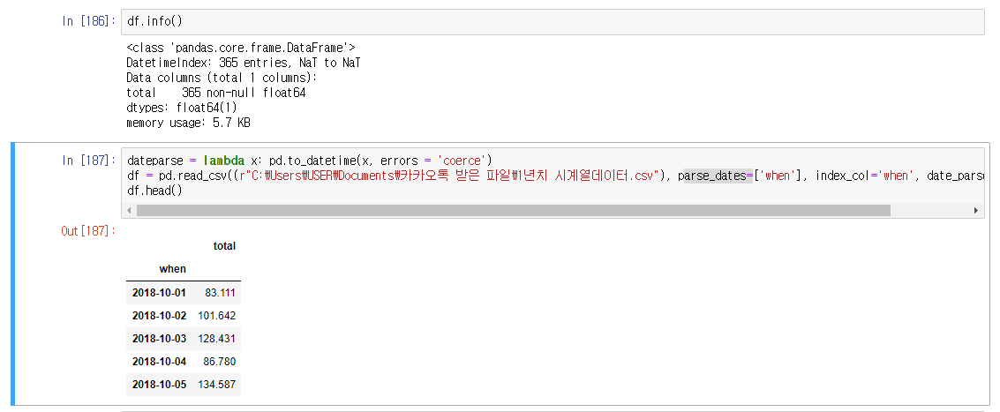 In [186]: df.info()
<class 'pandas.core.frame.DataFrame'>
DatetimeIndex: 365 entries, NaT to NaT
Data columns (total 1 columns):
total    365 non-null float64
dtypes: float64(1)
memory usage: 5.7 KB
In [187]: dateparse = lambda x: pd.to_datetime(x, errors = 'coerce')
df = pd.read_csv((r"C:₩Users₩USER₩Documents₩카카오톡 받은 파일₩1년치 시계열데이터.csv"), parse_dates=['when'], index_col='when', date_parse
df.head()
Out[187]:
total
when
2018-10-01 83.111
2018-10-02 101.642
2018-10-03 128.431
2018-10-04 86.780
2018-10-05 134.587